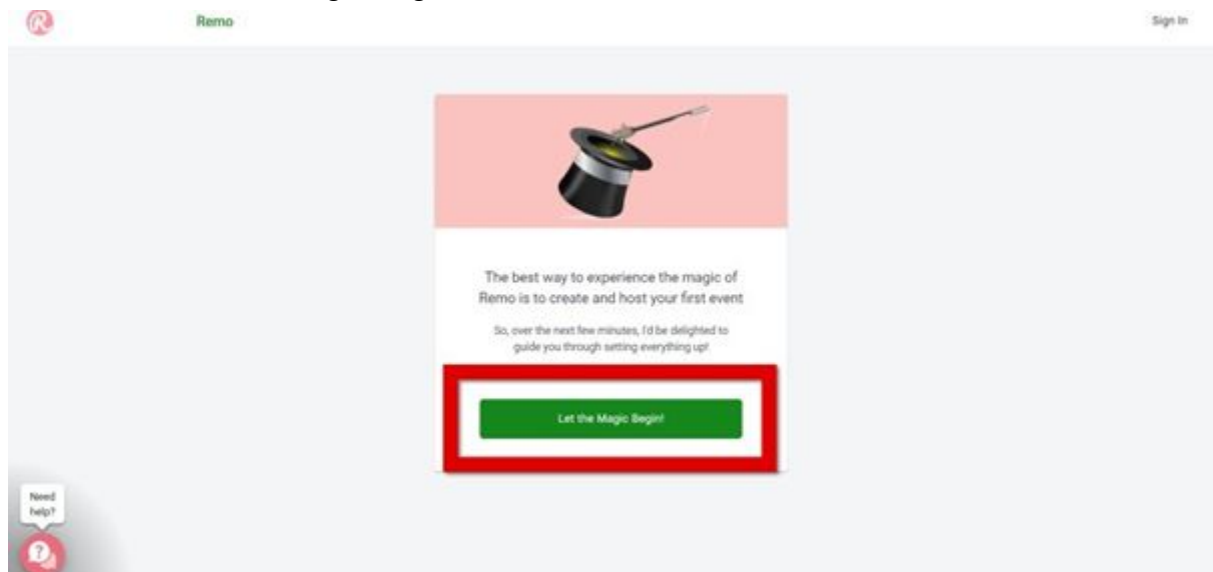 Remo
Sign In
The best way to experience the magic of
Remo is to create and host your first event
So, over the next few minutes, I'd be delighted to
guide you through setting everything up!
Let the Magic Begin!
Need
help?